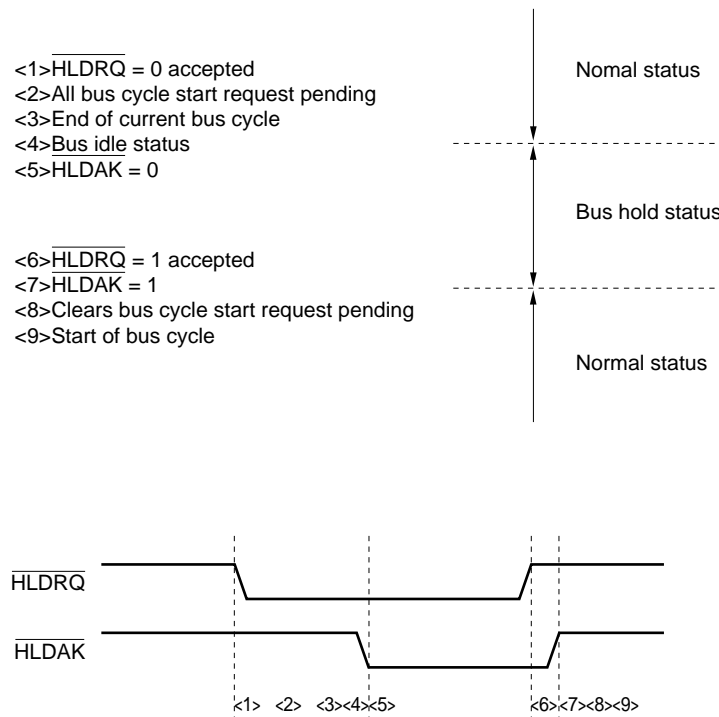 <1>HLDRQ = 0 accepted
<2>All bus cycle start request pending
<3>End of current bus cycle
<4>Bus idle status
<5>HLDAK = 0
Nomal status
Bus hold status
<6>HLDRQ = 1 accepted
<7>HLDAK = 1
<8>Clears bus cycle start request pending
<9>Start of bus cycle
Normal status
HLDRQ
HLDAK
<1> <2> <3><4><5> <6><7><8><9>